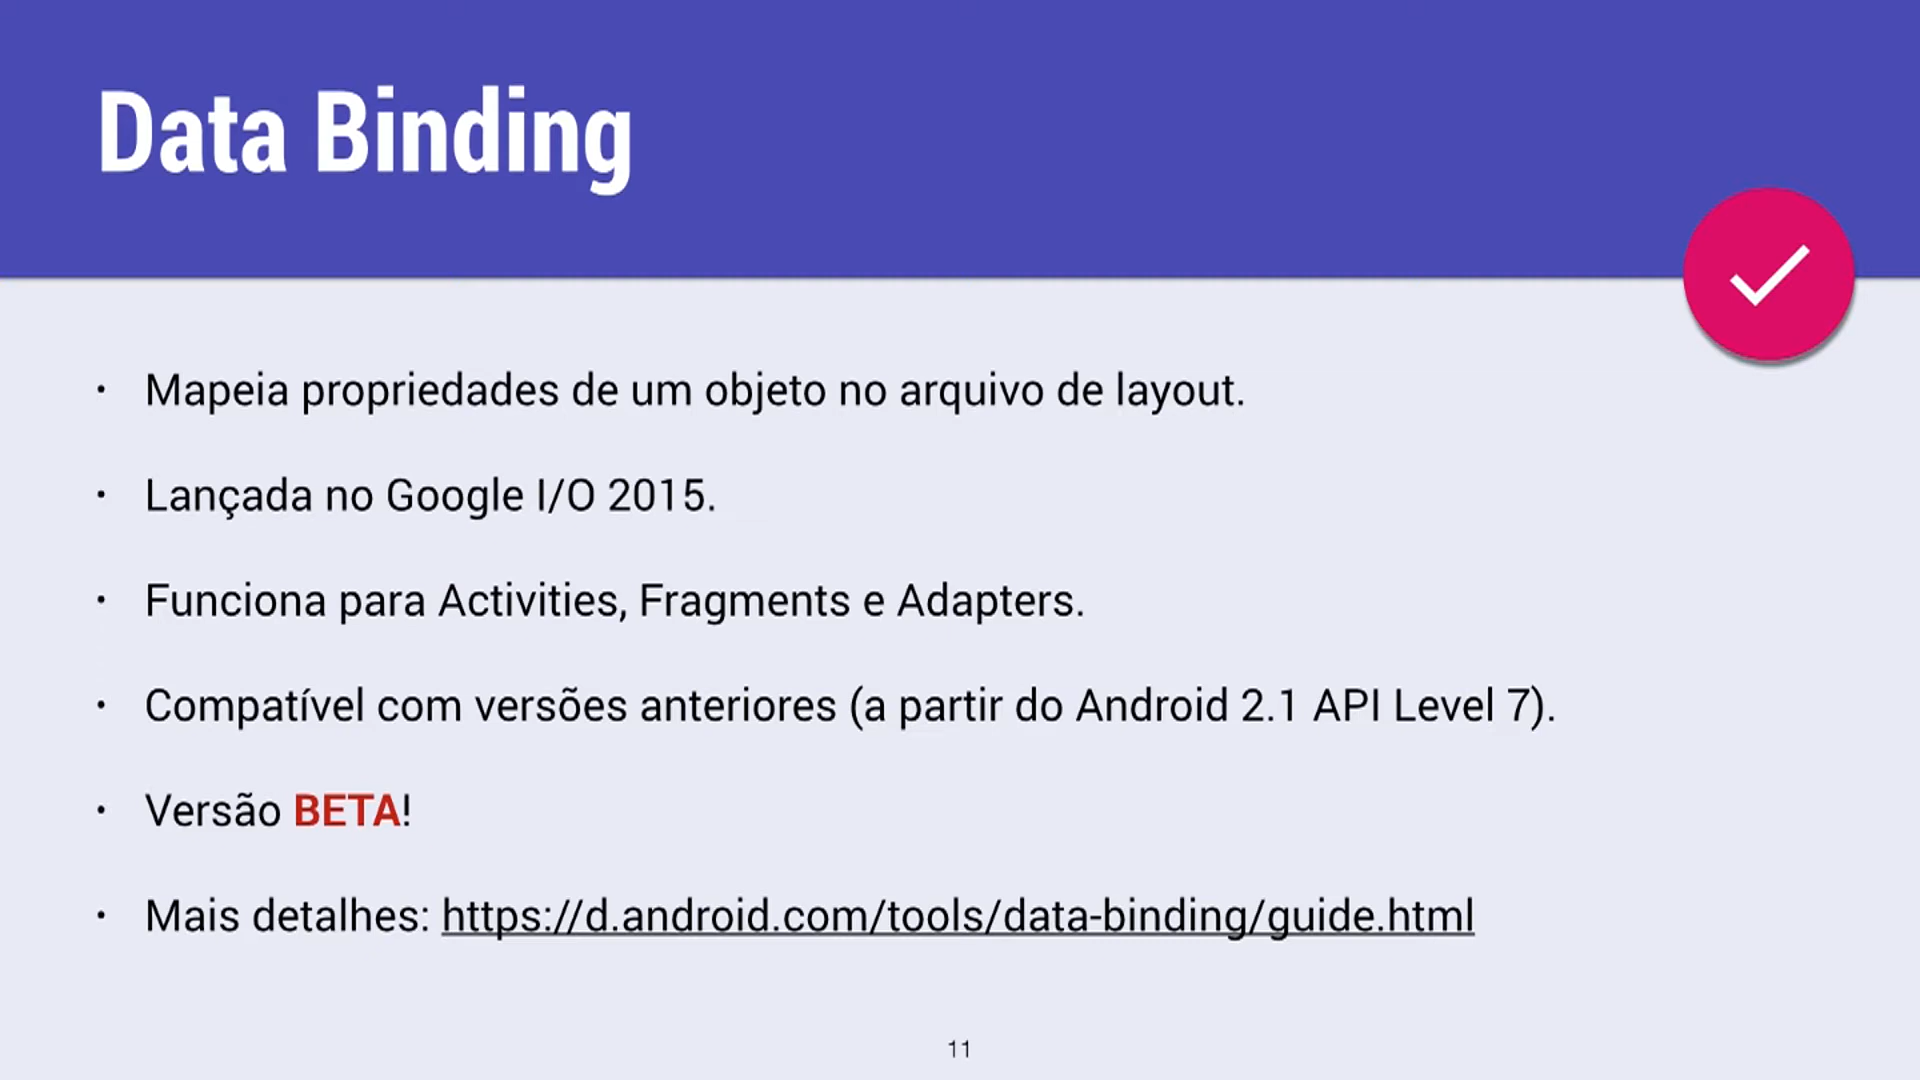 Data Binding
• Mapeia propriedades de um objeto no arquivo de layout.
• Lançada no Google I/O 2015.
• Funciona para Activities, Fragments e Adapters.
• Compatível com versões anteriores (a partir do Android 2.1 API Level 7).
• Versão BETA!
• Mais detalhes: https://d.android.com/tools/data-binding/guide.html
11